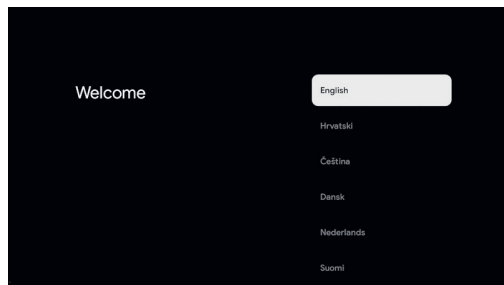 Welcome
English
Hrvatski
Čeština
Dansk
Nederlands
Suomi